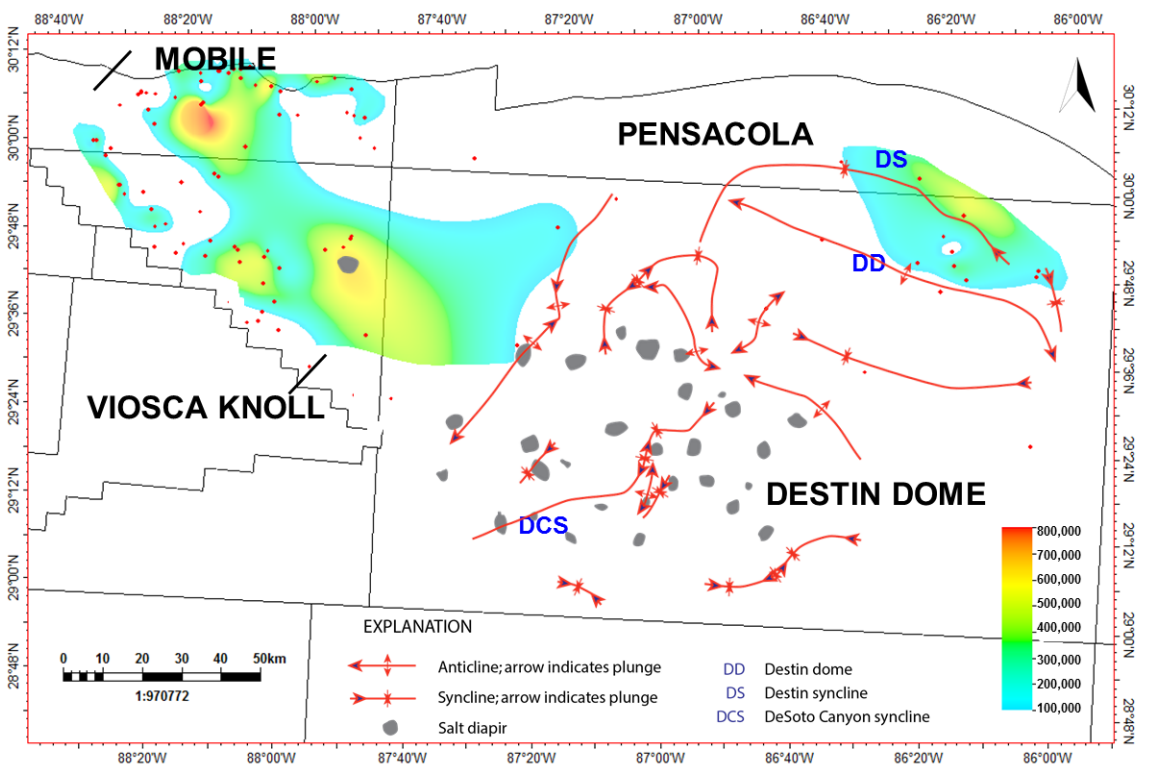 88°40'W 88°20'W 88°00'W 87°40'W 87°20'W 87°00'W 86°40'W 86°20'W 86°00'W
30°12'N
30°00'N
29°48'N
29°36'N
29°24'N
29°12'N
29°00'N
28°48'N
MOBILE
PENSACOLA
DS
DD
VIOSCA KNOLL
DESTIN DOME
DCS
30°12'N
30°00'N
29°48'N
29°36'N
29°24'N
29°12'N
29°00'N
28°48'N
800,000
700,000
600,000
500,000
400,000
300,000
200,000
100,000
EXPLANATION
Anticline; arrow indicates plunge
Syncline; arrow indicates plunge
Salt diapir
DD Destin dome
DS Destin syncline
DCS DeSoto Canyon syncline
0 10 20 30 40 50km
1:970772
88°20'W 88°00'W 87°40'W 87°20'W 87°00'W 86°40'W 86°20'W 86°00'W